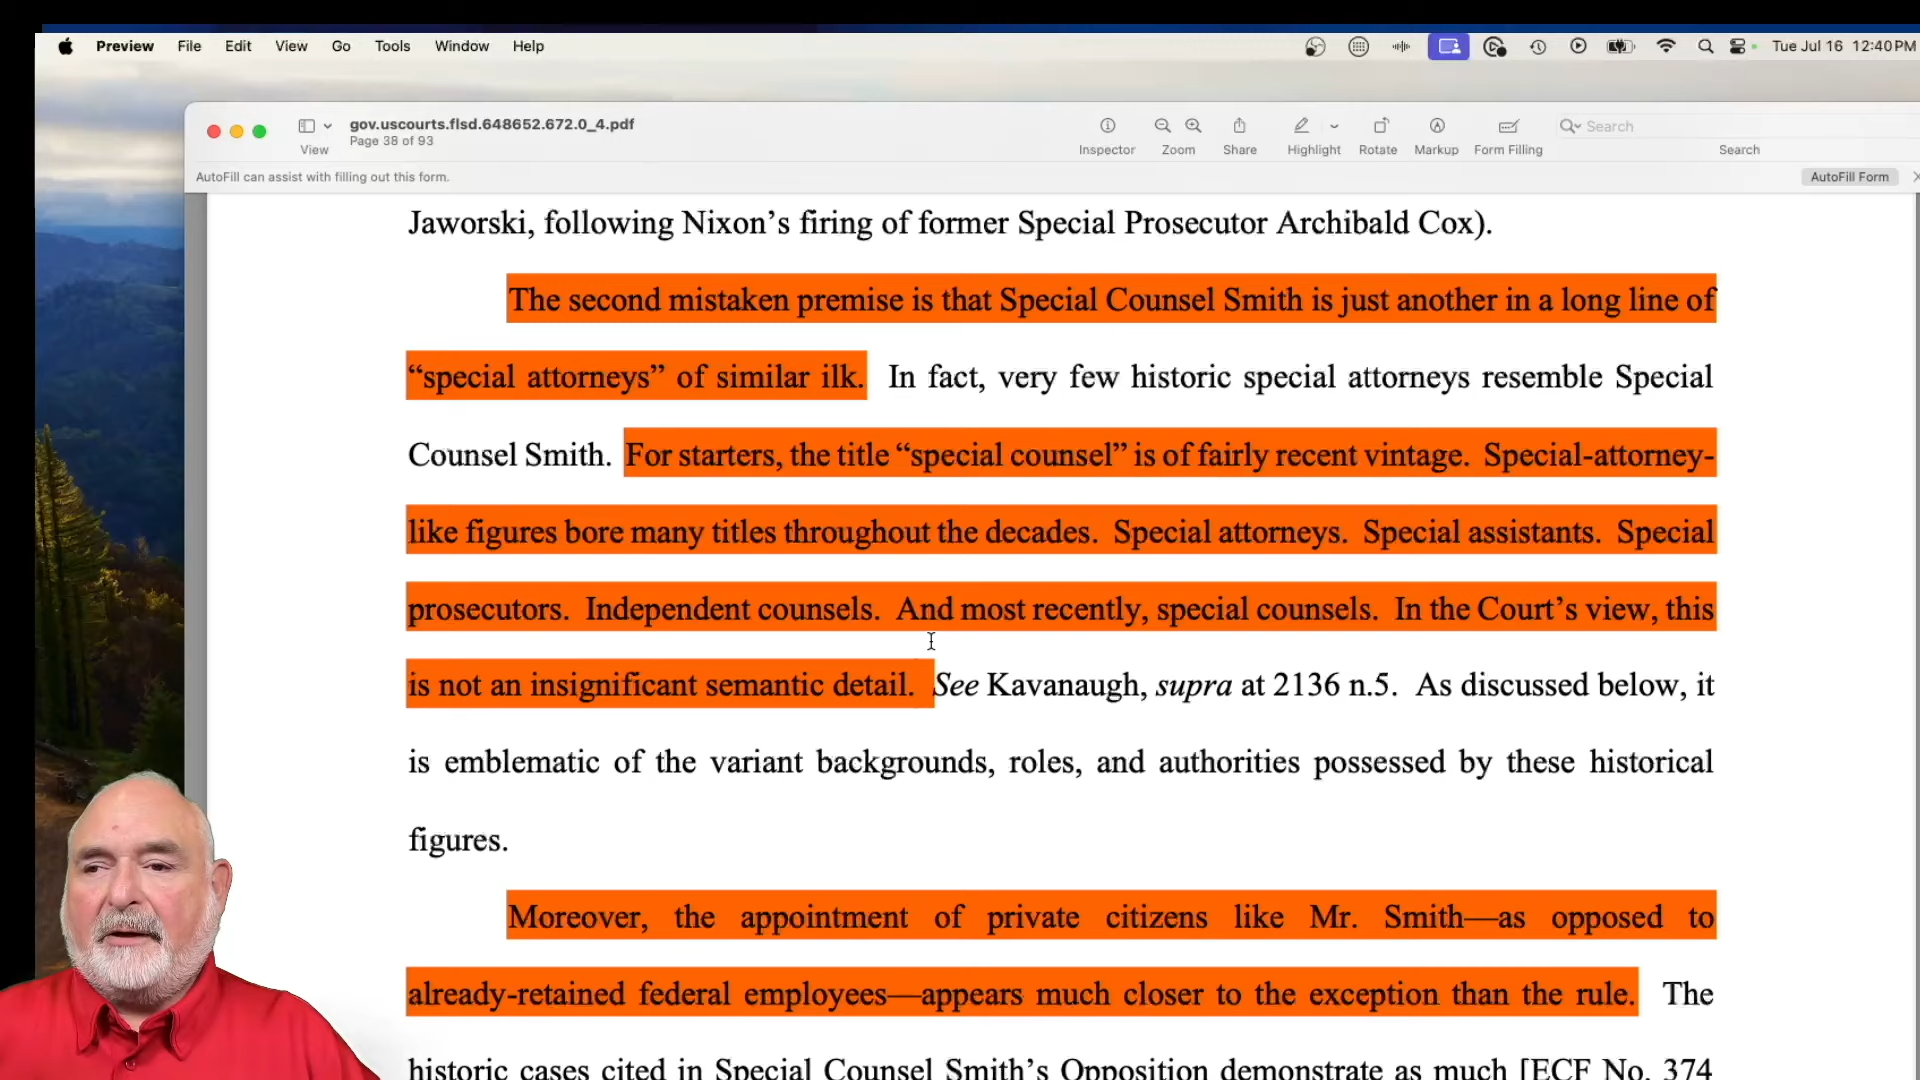 Preview File Edit View Go Tools Window Help Tue Jul 16 12:40 PM
gov.uscourts.flsd.648652.672.0_4.pdf
Page 38 of 93
View Inspector Zoom Share Highlight Rotate Markup Form Filling Search
Search
AutoFill can assist with filling out this form. AutoFill Form
Jaworski, following Nixon’s firing of former Special Prosecutor Archibald Cox).
The second mistaken premise is that Special Counsel Smith is just another in a long line of
“special attorneys” of similar ilk. In fact, very few historic special attorneys resemble Special
Counsel Smith. For starters, the title “special counsel” is of fairly recent vintage. Special-attorney-
like figures bore many titles throughout the decades. Special attorneys. Special assistants. Special
prosecutors. Independent counsels. And most recently, special counsels. In the Court’s view, this
is not an insignificant semantic detail. See Kavanaugh, supra at 2136 n.5. As discussed below, it
is emblematic of the variant backgrounds, roles, and authorities possessed by these historical
figures.
Moreover, the appointment of private citizens like Mr. Smith—as opposed to
already-retained federal employees—appears much closer to the exception than the rule. The
historic cases cited in Special Counsel Smith’s Opposition demonstrate as much [ECF No. 374